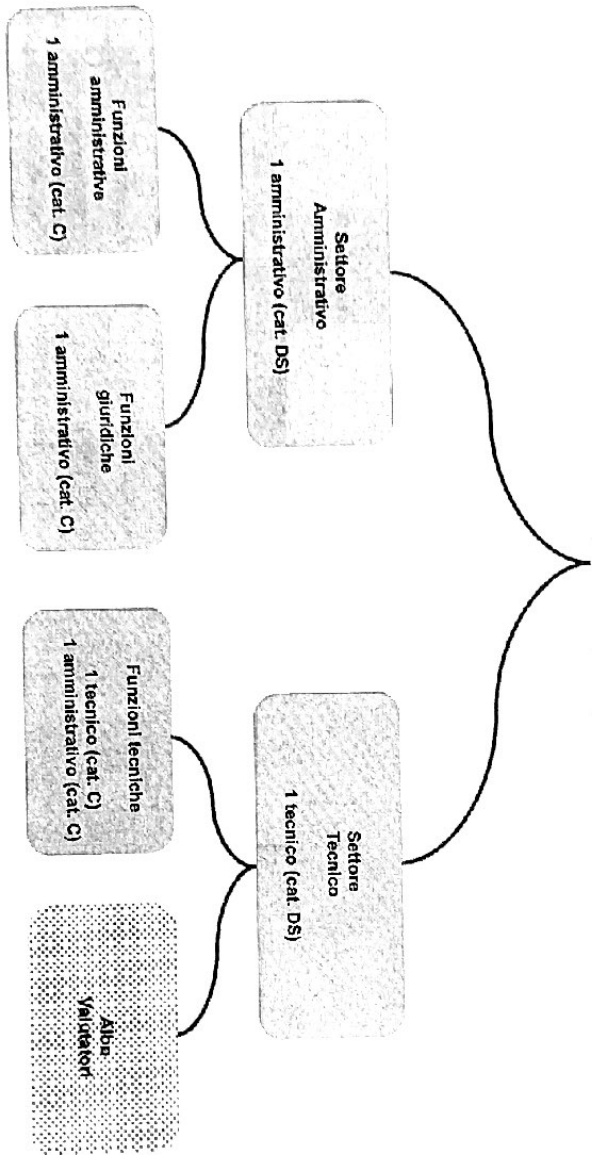 Settore
Amministrativo
1 amministrativo (cat. DS)
Settore
Tecnico
1 tecnico (cat. DS)
Funzioni
amministrative
1 amministrativo (cat. C)
Funzioni
giuridiche
1 amministrativo (cat. C)
Funzioni tecniche
1 tecnico (cat. C)
1 amministrativo (cat. C)
Albo
Valutatori